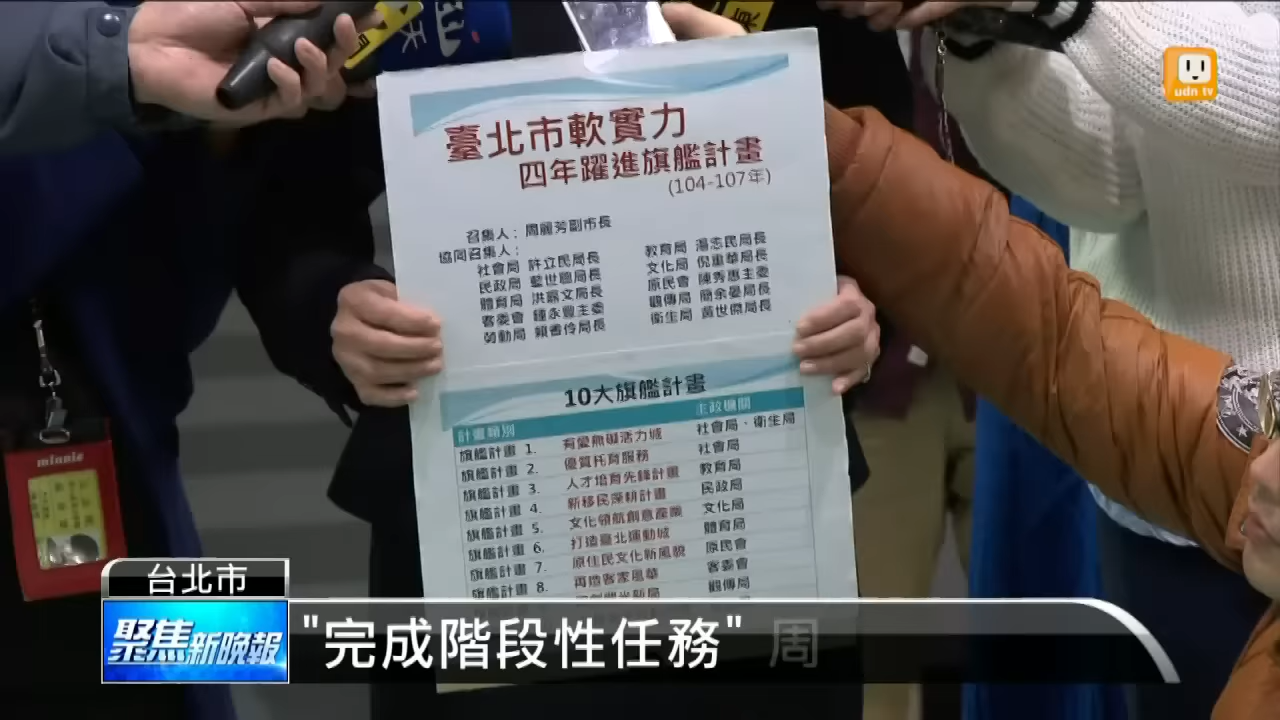 udn tv
臺北市軟實力
四年躍進旗艦計畫
(104-107年)
召集人：周麗芳副市長
協同召集人：
社會局 許立民局長 教育局 湯志民局長
民政局 藍世聰局長 文化局 倪重華局長
體育局 洪嘉文局長 原民會 陳秀惠主委
客委會 鍾永豐主委 觀傳局 簡余晏局長
勞動局 賴香伶局長 衛生局 黃世傑局長
10大旗艦計畫
計畫類別 主政機關
旗艦計畫 1. 有愛無礙活力城 社會局、衛生局
旗艦計畫 2. 優質托育服務 社會局
旗艦計畫 3. 人才培育先鋒計畫 教育局
旗艦計畫 4. 新移民深耕計畫 民政局
旗艦計畫 5. 文化領航創意產業 文化局
旗艦計畫 6. 打造臺北運動城 體育局
旗艦計畫 7. 原住民文化新風貌 原民會
旗艦計畫 8. 再造客家風華 客委會
觀傳局
minnie
台北市
聚焦新晚報
"完成階段性任務" 周